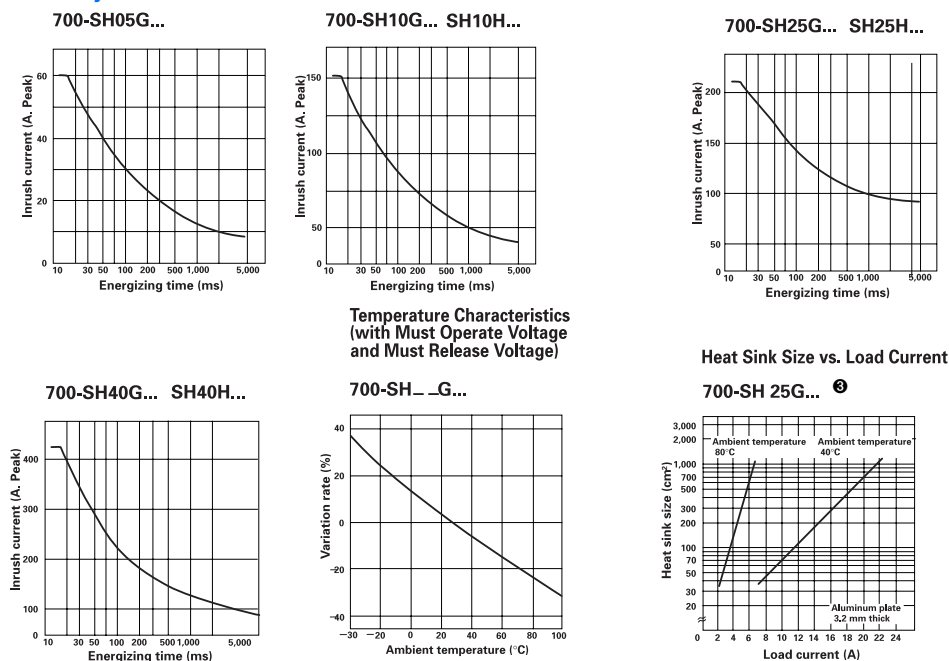 700-SH05G...
Inrush current (A. Peak)
60
40
20
0
10 30 50 100 200 500 1,000 5,000
Energizing time (ms)
700-SH10G... SH10H...
Inrush current (A. Peak)
150
100
50
0
10 30 50 100 200 500 1,000 5,000
Energizing time (ms)
700-SH25G... SH25H...
Inrush current (A. Peak)
200
150
100
50
0
10 30 50 100 200 500 1,000 5,000
Energizing time (ms)
700-SH40G... SH40H...
Inrush current (A. Peak)
400
300
200
100
0
10 30 50 100 200 500 1,000 5,000
Energizing time (ms)
Temperature Characteristics
(with Must Operate Voltage
and Must Release Voltage)
700-SH_ _G...
Variation rate (%)
40
20
0
–20
–40
–30 –20 0 20 40 60 80 100
Ambient temperature (°C)
Heat Sink Size vs. Load Current
700-SH 25G... ❸
Heat sink size (cm²)
3,000
2,000
1,000
700
500
300
200
100
70
50
30
20
Ambient temperature
80°C
Ambient temperature
40°C
Aluminum plate
3,2 mm thick
0 2 4 6 8 10 12 14 16 18 20 22 24
Load current (A)